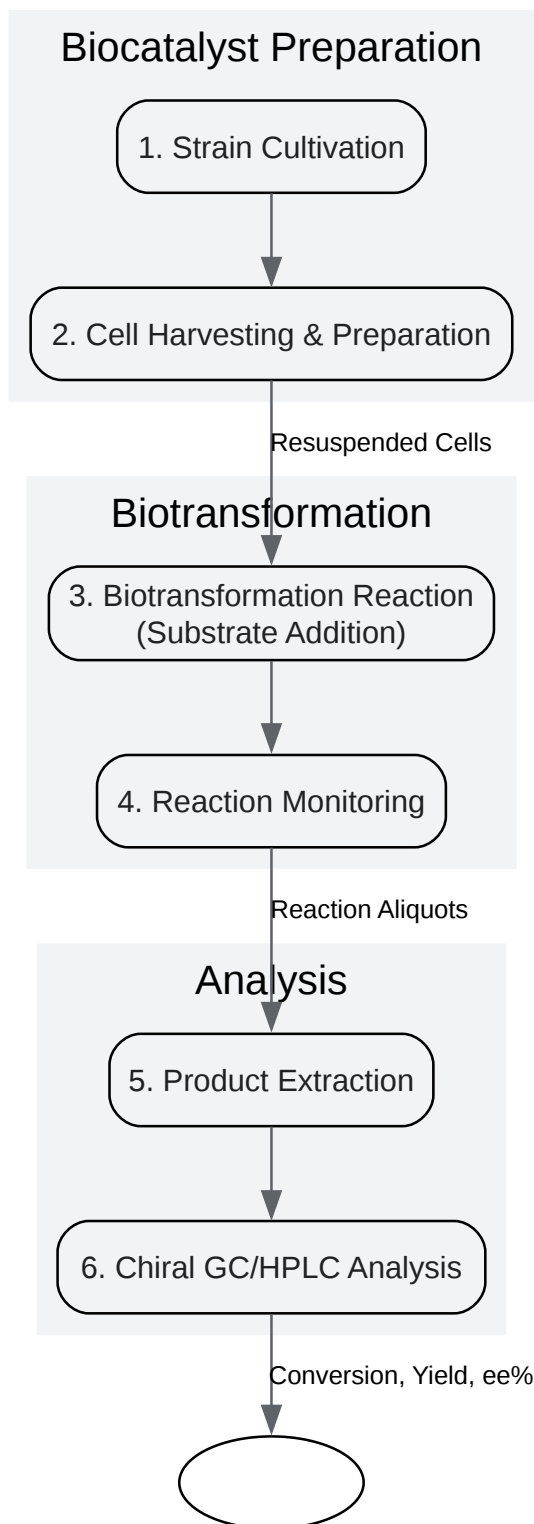 Biocatalyst Preparation
1. Strain Cultivation
2. Cell Harvesting & Preparation
Resuspended Cells
Biotransformation
3. Biotransformation Reaction
(Substrate Addition)
4. Reaction Monitoring
Reaction Aliquots
Analysis
5. Product Extraction
6. Chiral GC/HPLC Analysis
Conversion, Yield, ee%